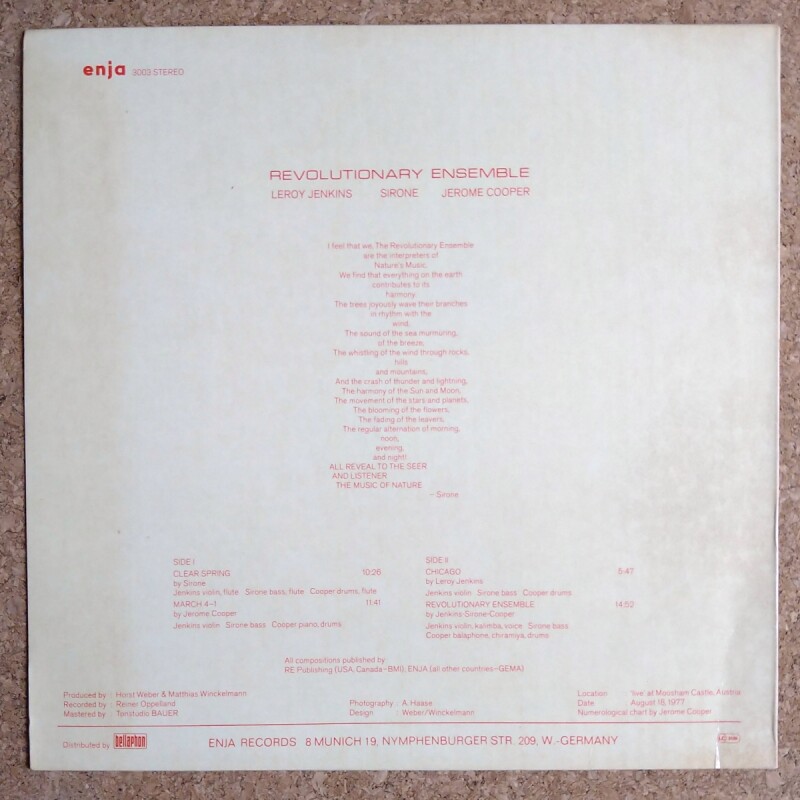 enja 3003 STEREO
REVOLUTIONARY ENSEMBLE
LEROY JENKINS SIRONE JEROME COOPER
I feel that we, The Revolutionary Ensemble
are the interpreters of
Nature's Music.
We find that everything on the earth
contributes to its
harmony.
The trees joyously wave their branches
in rhythm with the
wind,
The sound of the sea murmuring,
of the breeze,
The whistling of the wind through rocks,
hills
and mountains,
And the crash of thunder and lightning,
The harmony of the Sun and Moon,
The movement of the stars and planets,
The blooming of the flowers,
The fading of the leavers,
The regular alternation of morning,
noon,
evening,
and night!
ALL REVEAL TO THE SEER
AND LISTENER
THE MUSIC OF NATURE
- Sirone
SIDE I
CLEAR SPRING 10:26
by Sirone
Jenkins violin, flute Sirone bass, flute Cooper drums, flute
MARCH 4-1 11:41
by Jerome Cooper
Jenkins violin Sirone bass Cooper piano, drums
SIDE II
CHICAGO 5:47
by Leroy Jenkins
Jenkins violin Sirone bass Cooper drums
REVOLUTIONARY ENSEMBLE 14:52
by Jenkins-Sirone-Cooper
Jenkins violin, kalimba, voice Sirone bass
Cooper balaphone, chiramiya, drums
All compositions published by
RE Publishing (USA, Canada-BMI), ENJA (all other countries-GEMA)
Produced by : Horst Weber & Matthias Winckelmann
Recorded by : Reiner Oppelland
Mastered by : Tonstudio BAUER
Photography : A. Haase
Design : Weber/Winckelmann
Location : 'live' at Moosham Castle, Austria
Date : August 16, 1977
Numerological chart by Jerome Cooper
Distributed by bellaphon
ENJA RECORDS 8 MUNICH 19, NYMPHENBURGER STR. 209, W.-GERMANY